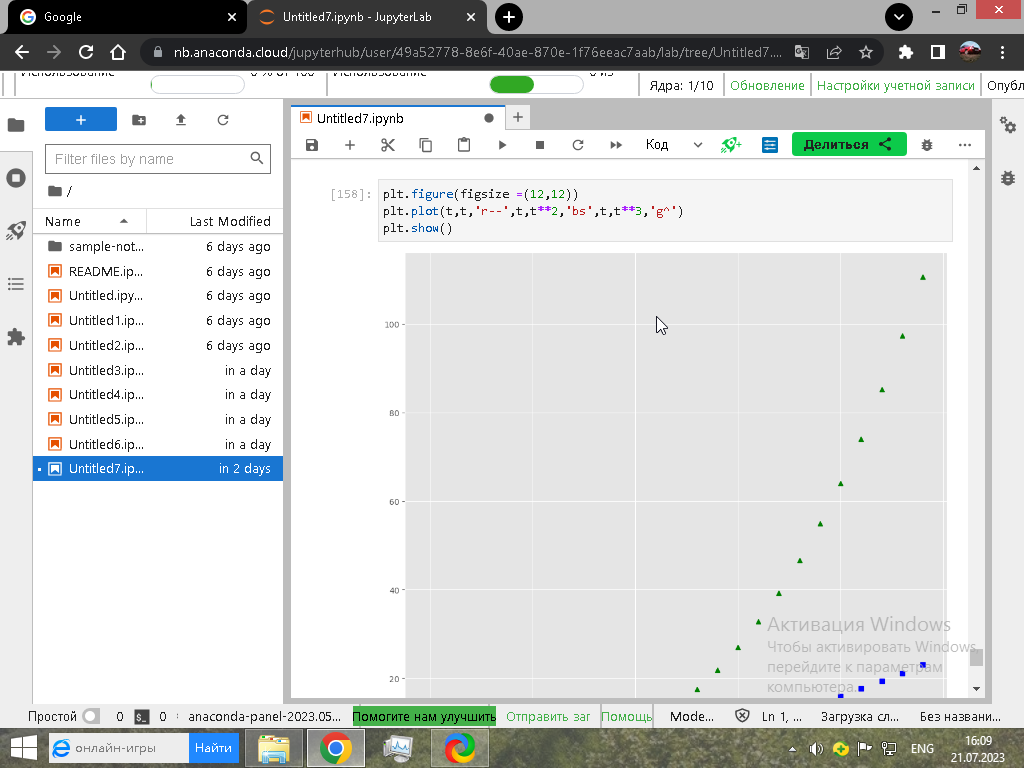 Google
Untitled7.ipynb - JupyterLab
nb.anaconda.cloud/jupyterhub/user/49a52778-8e6f-40ae-870e-1f76eeac7aab/lab/tree/Untitled7....
Использование 0 % от 100 Использование 0 из
Ядра: 1/10 Обновление Настройки учетной записи Опубл
Filter files by name
/
Name Last Modified
sample-not... 6 days ago
README.ip... 6 days ago
Untitled.ipy... 6 days ago
Untitled1.ip... 6 days ago
Untitled2.ip... 6 days ago
Untitled3.ip... in a day
Untitled4.ip... in a day
Untitled5.ip... in a day
Untitled6.ip... in a day
Untitled7.ip... in 2 days
Untitled7.ipynb
Код Делиться
[158]:
plt.figure(figsize =(12,12))
plt.plot(t,t,'r--',t,t**2,'bs',t,t**3,'g^')
plt.show()
100
80
60
40
20
Активация Windows
Чтобы активировать Windows,
перейдите к параметрам
компьютера.
Простой 0 0 anaconda-panel-2023.05... Помогите нам улучшить Отправить заг Помощь Mode... Ln 1, ... Загрузка сл... Без названи...
онлайн-игры Найти
ENG 16:09
21.07.2023